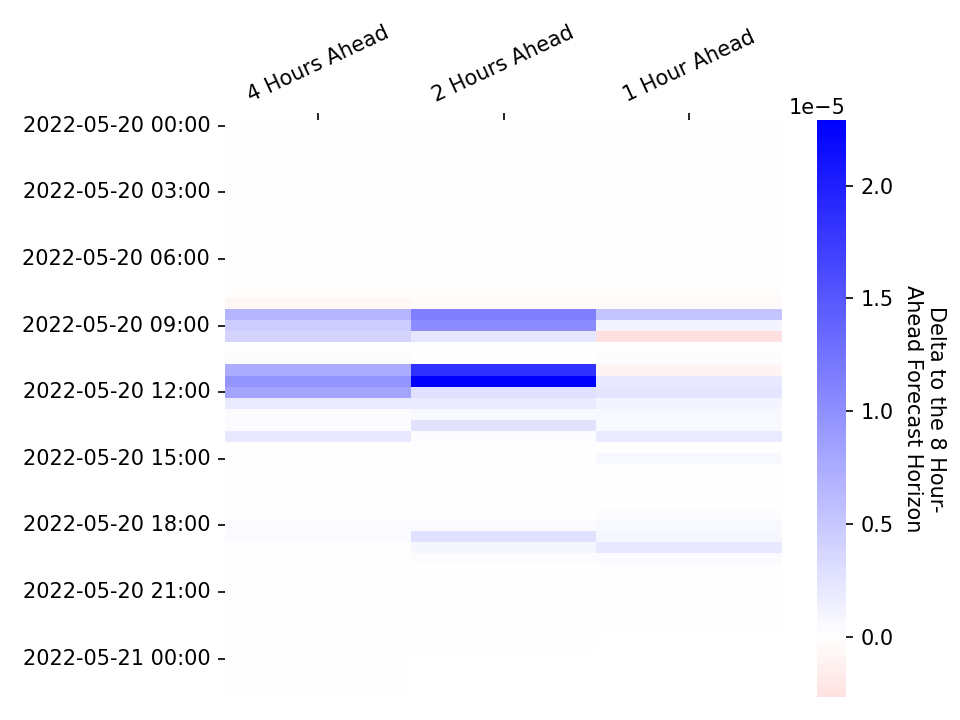 4 Hours Ahead
2 Hours Ahead
1 Hour Ahead
1e−5
2022-05-20 00:00
2022-05-20 03:00
2022-05-20 06:00
2022-05-20 09:00
2022-05-20 12:00
2022-05-20 15:00
2022-05-20 18:00
2022-05-20 21:00
2022-05-21 00:00
2.0
1.5
1.0
0.5
0.0
Delta to the 8 Hour-
Ahead Forecast Horizon